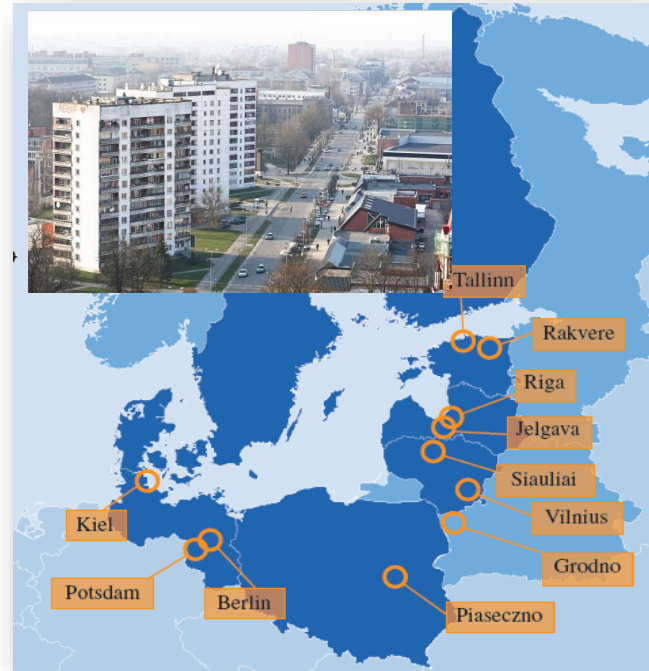 Tallinn
Rakvere
Riga
Jelgava
Siauliai
Vilnius
Kiel
Grodno
Potsdam
Berlin
Piaseczno